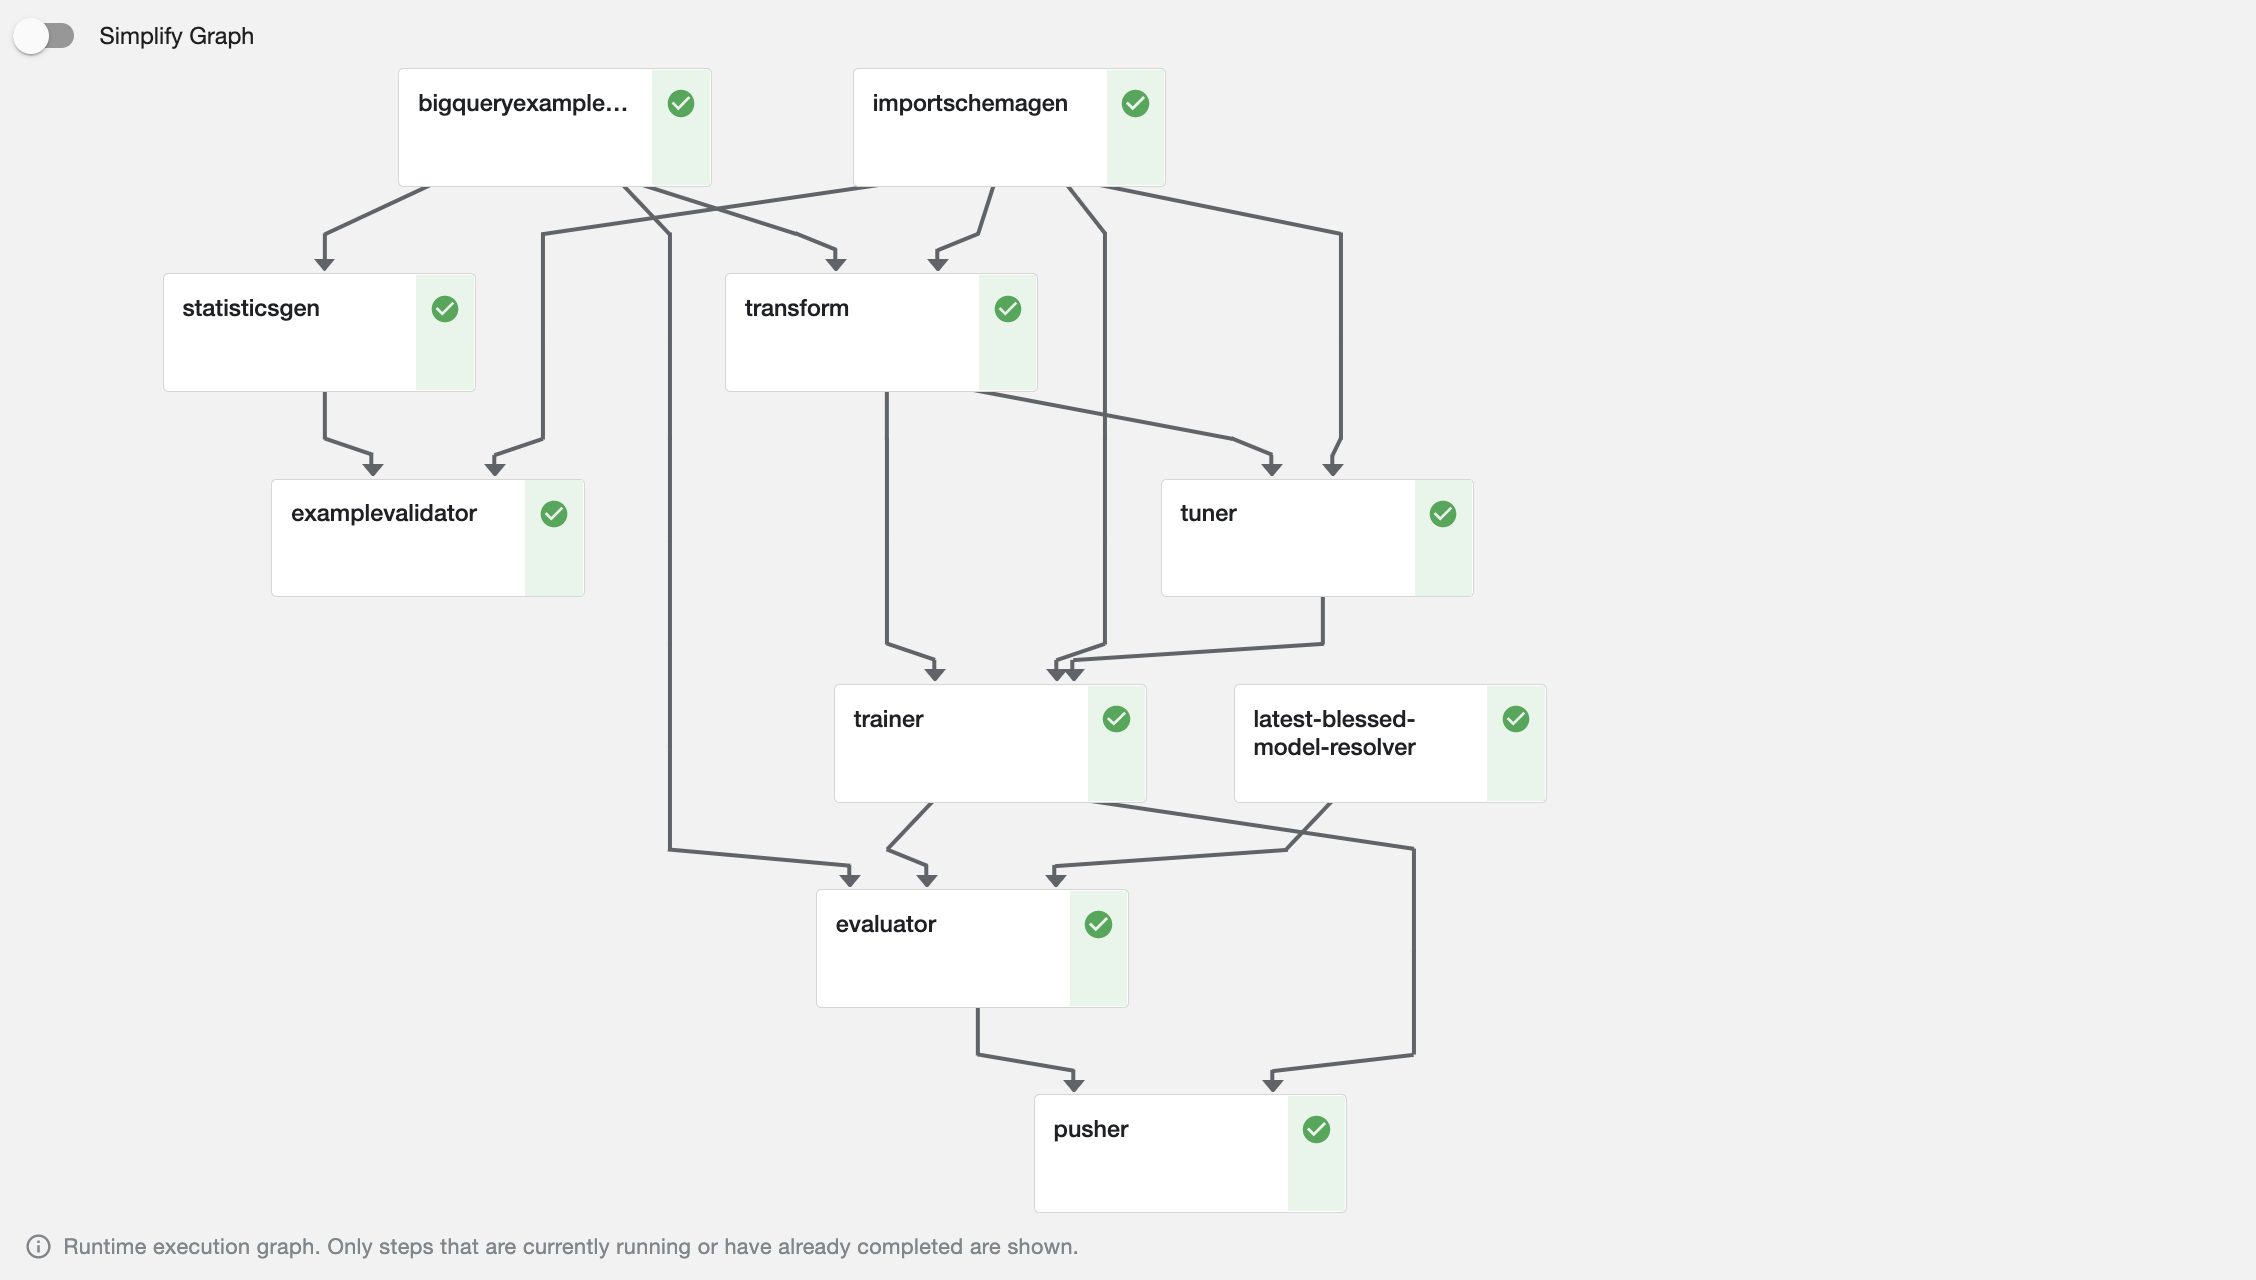 Simplify Graph
bigqueryexample...
importschemagen
statisticsgen
transform
examplevalidator
tuner
trainer
latest-blessed-
model-resolver
evaluator
pusher
Runtime execution graph. Only steps that are currently running or have already completed are shown.